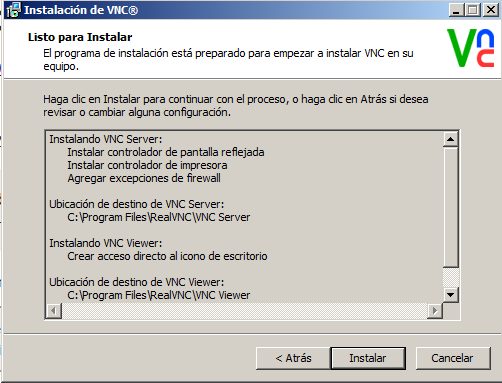 Instalación de VNC®
Listo para Instalar
El programa de instalación está preparado para empezar a instalar VNC en su
equipo.
VNC
Haga clic en Instalar para continuar con el proceso, o haga clic en Atrás si desea
revisar o cambiar alguna configuración.
Instalando VNC Server:
Instalar controlador de pantalla reflejada
Instalar controlador de impresora
Agregar excepciones de firewall
Ubicación de destino de VNC Server:
C:\Program Files\RealVNC\VNC Server
Instalando VNC Viewer:
Crear acceso directo al icono de escritorio
Ubicación de destino de VNC Viewer:
C:\Program Files\RealVNC\VNC Viewer
< Atrás Instalar Cancelar